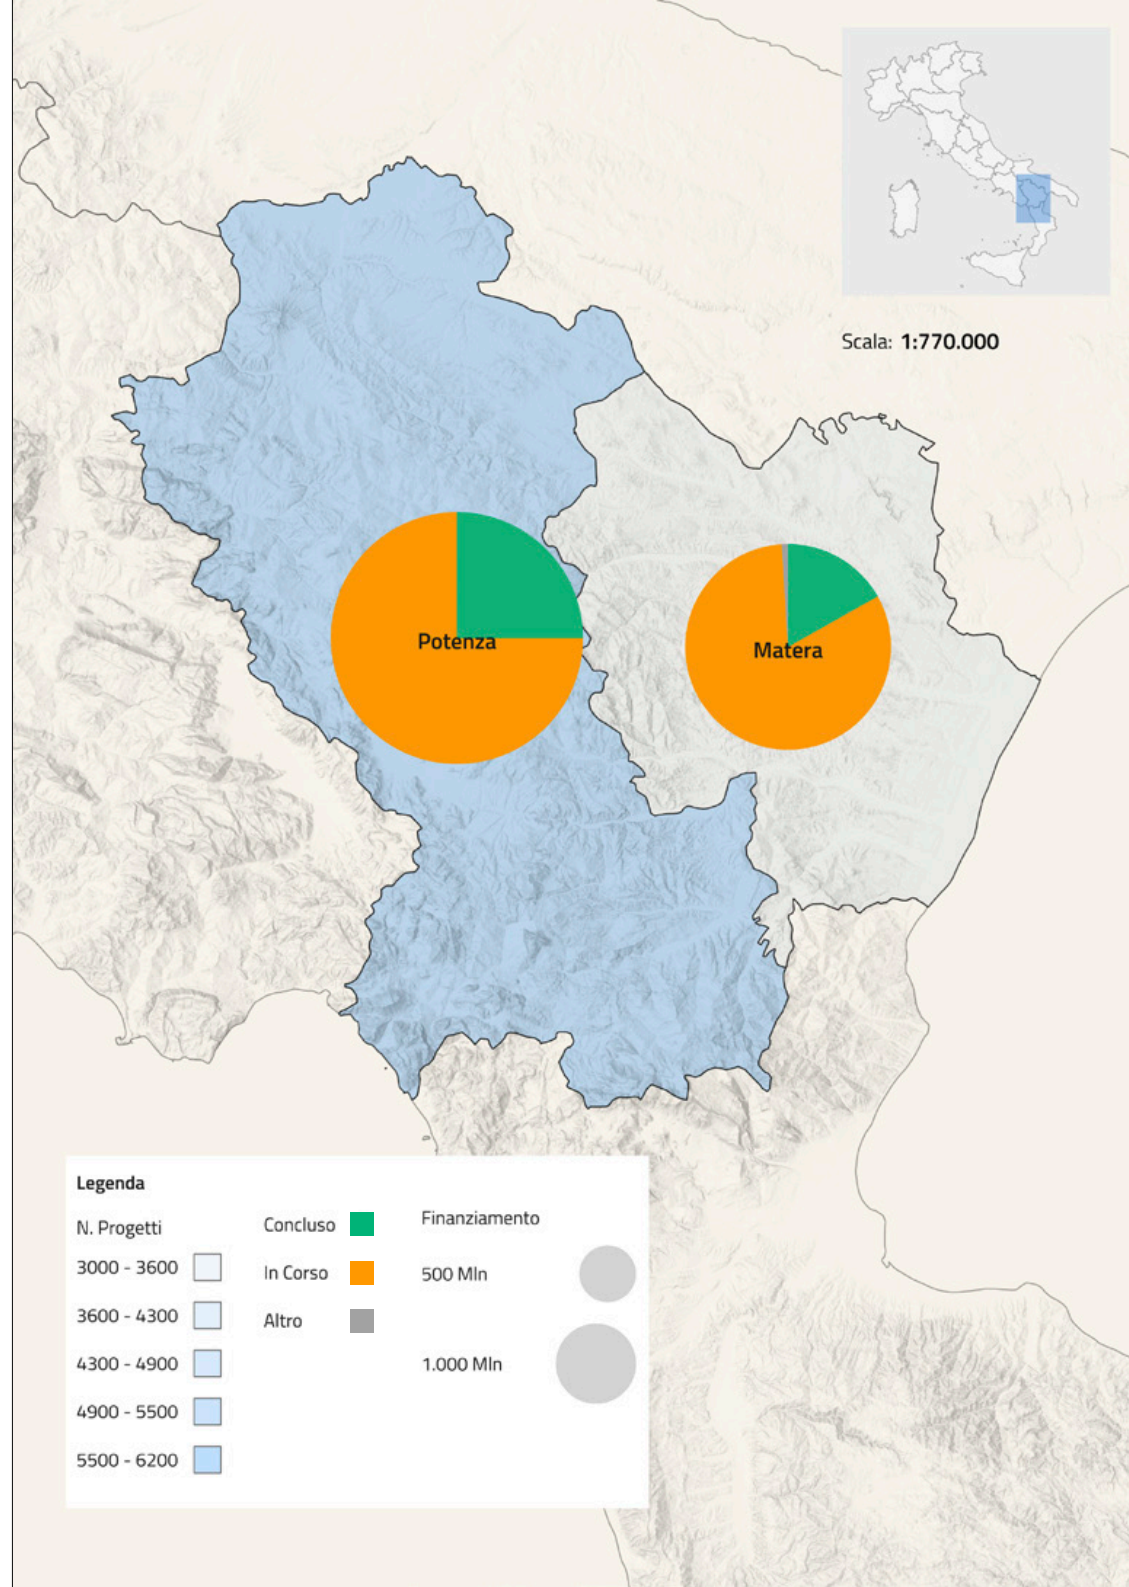 Scala: 1:770.000
Potenza
Matera
Legenda
N. Progetti
3000 - 3600
3600 - 4300
4300 - 4900
4900 - 5500
5500 - 6200
Concluso
In Corso
Altro
Finanziamento
500 Mln
1.000 Mln